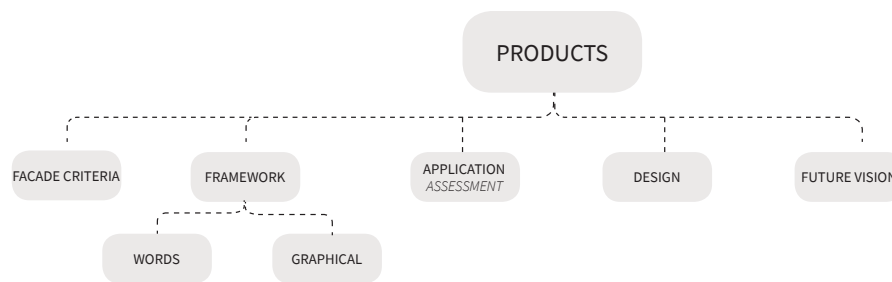 PRODUCTS
FACADE CRITERIA
FRAMEWORK
APPLICATION
ASSESSMENT
DESIGN
FUTURE VISION
WORDS
GRAPHICAL